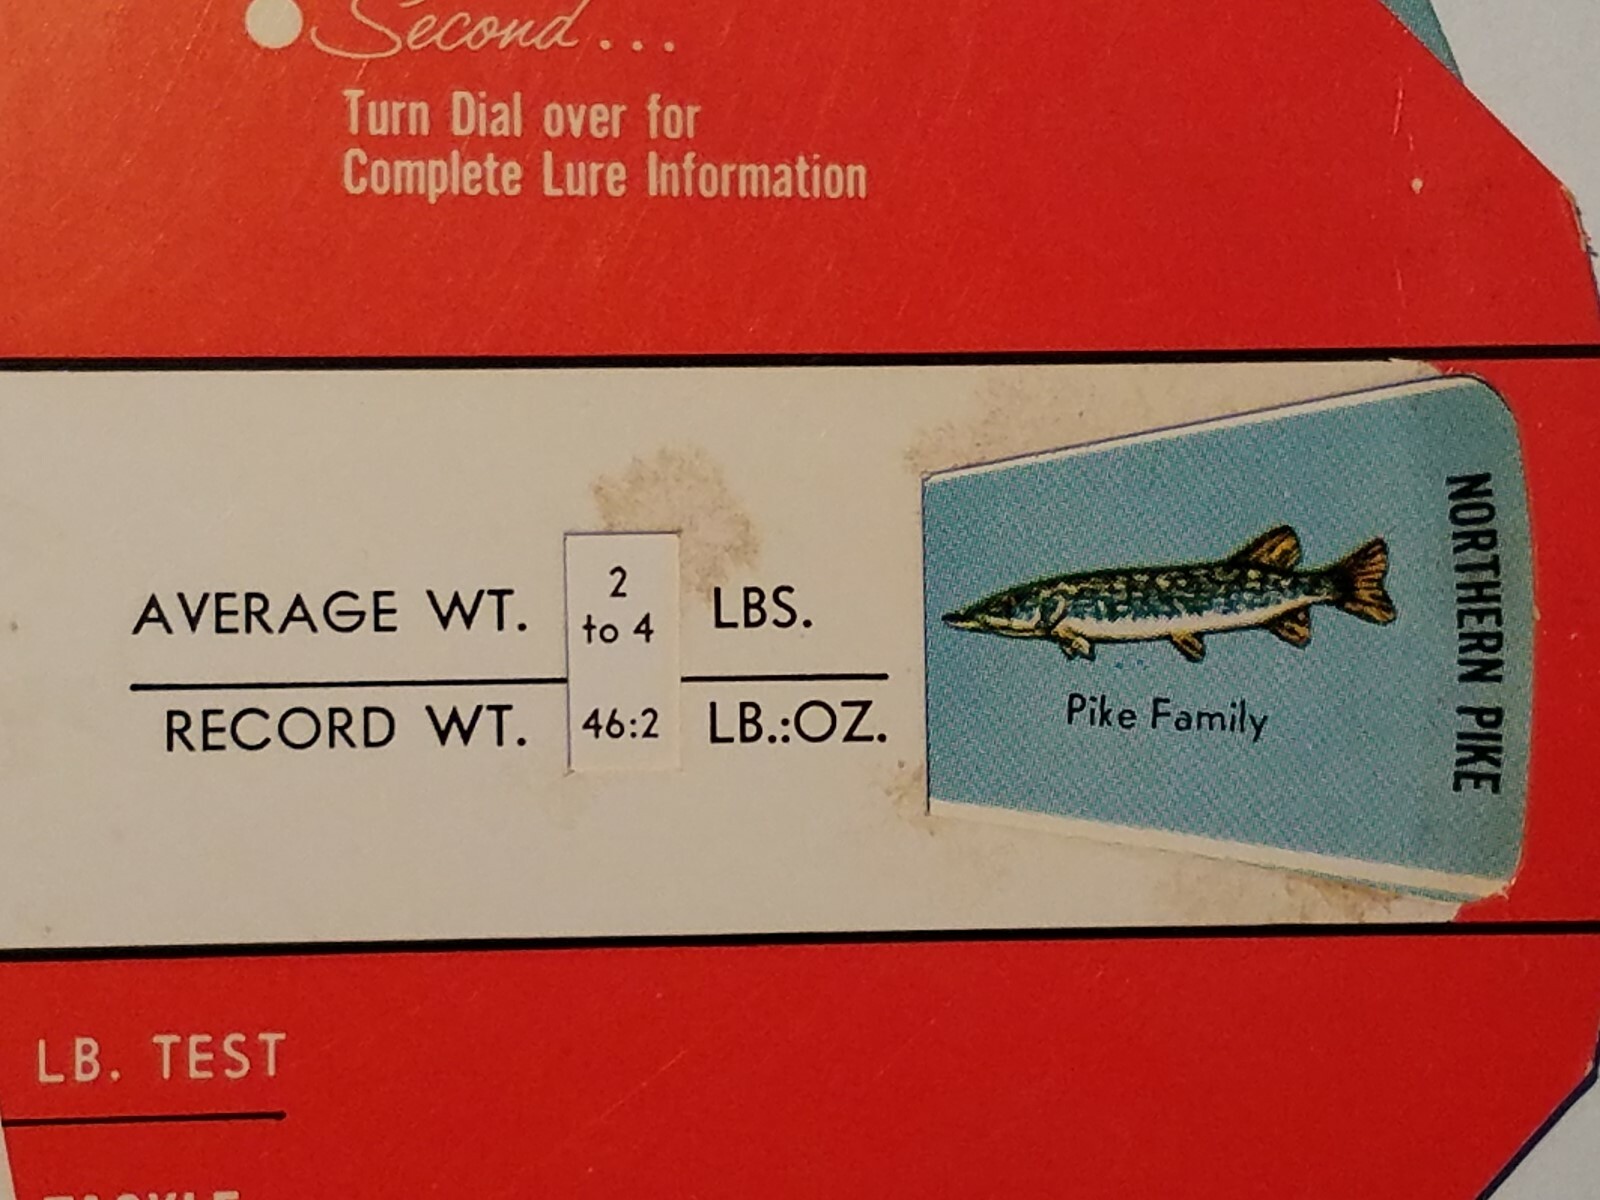 Second...
Turn Dial over for
Complete Lure Information
AVERAGE WT. 2 to 4 LBS.
RECORD WT. 46:2 LB.:OZ.
Pike Family
NORTHERN PIKE
LB. TEST